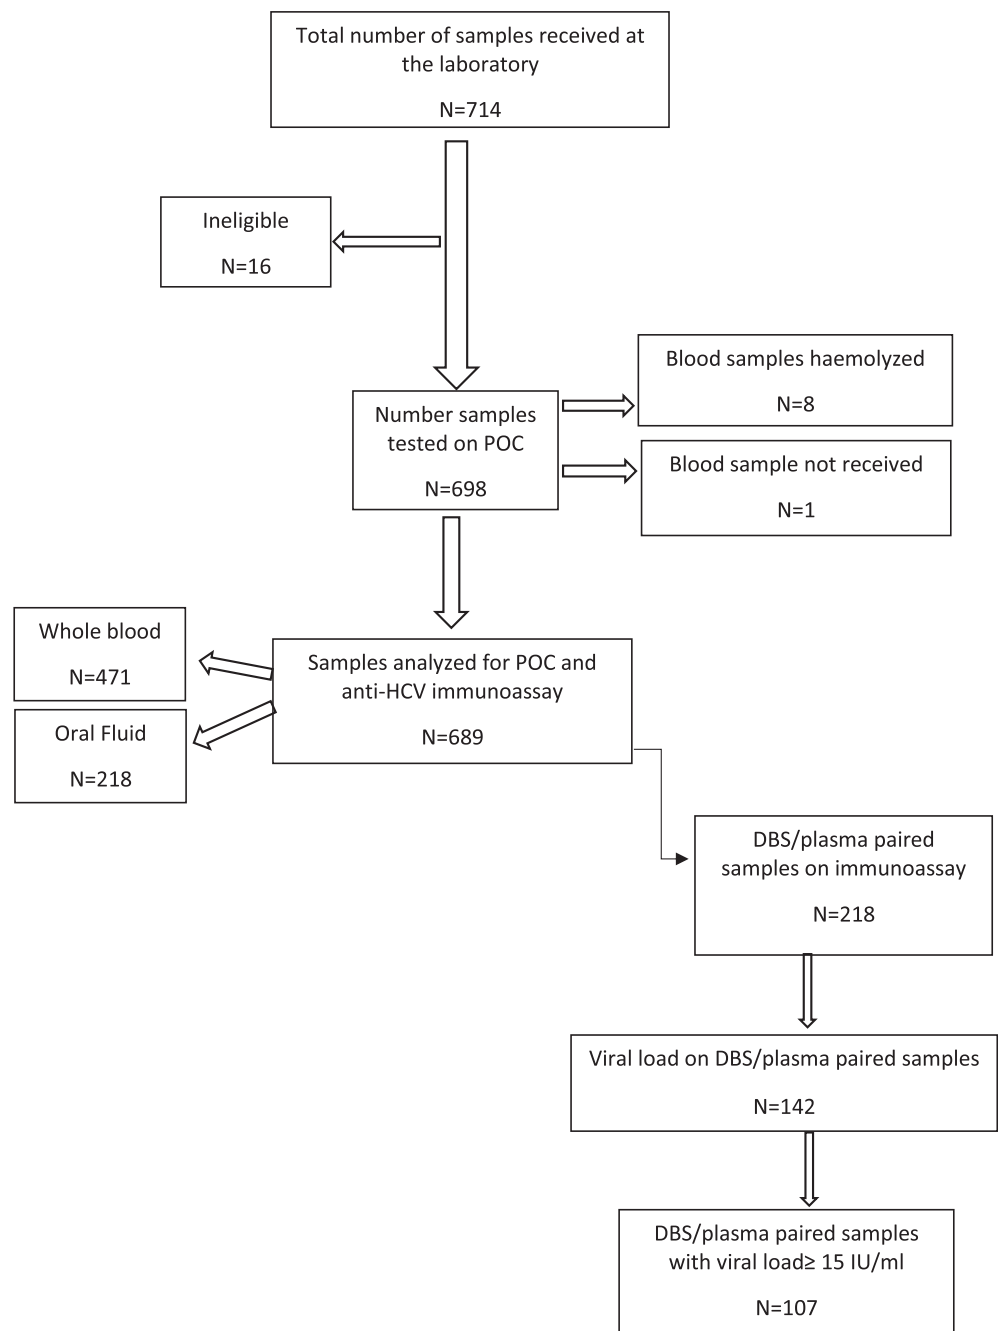 Total number of samples received at
the laboratory
N=714
Ineligible
N=16
Blood samples haemolyzed
N=8
Number samples
tested on POC
N=698
Blood sample not received
N=1
Whole blood
N=471
Samples analyzed for POC and
anti-HCV immunoassay
N=689
Oral Fluid
N=218
DBS/plasma paired
samples on immunoassay
N=218
Viral load on DBS/plasma paired samples
N=142
DBS/plasma paired samples
with viral load≥ 15 IU/ml
N=107